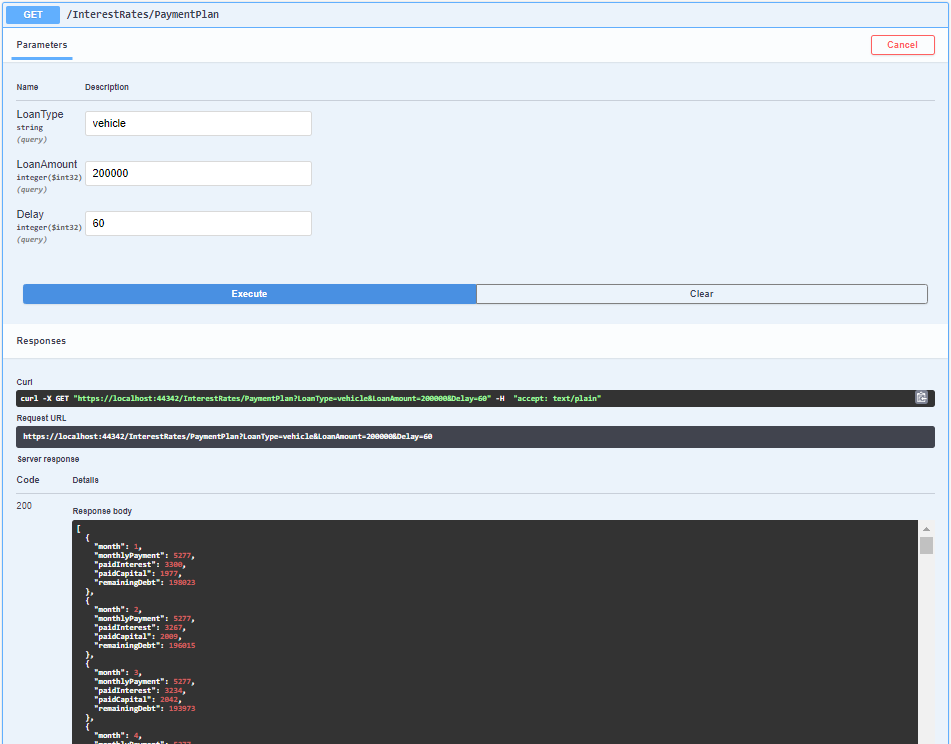 GET /InterestRates/PaymentPlan
Parameters
Cancel
Name Description
LoanType
string
(query)
vehicle
LoanAmount
integer($int32)
(query)
200000
Delay
integer($int32)
(query)
60
Execute
Clear
Responses
Curl
curl -X GET "https://localhost:44342/InterestRates/PaymentPlan?LoanType=vehicle&LoanAmount=200000&Delay=60" -H  "accept: text/plain"
Request URL
https://localhost:44342/InterestRates/PaymentPlan?LoanType=vehicle&LoanAmount=200000&Delay=60
Server response
Code Details
200
Response body
[
{
"month": 1,
"monthlyPayment": 5277,
"paidInterest": 3300,
"paidCapital": 1977,
"remainingDebt": 198023
},
{
"month": 2,
"monthlyPayment": 5277,
"paidInterest": 3267,
"paidCapital": 2009,
"remainingDebt": 196015
},
{
"month": 3,
"monthlyPayment": 5277,
"paidInterest": 3234,
"paidCapital": 2042,
"remainingDebt": 193973
},
{
"month": 4,
"monthlyPayment": 5277,